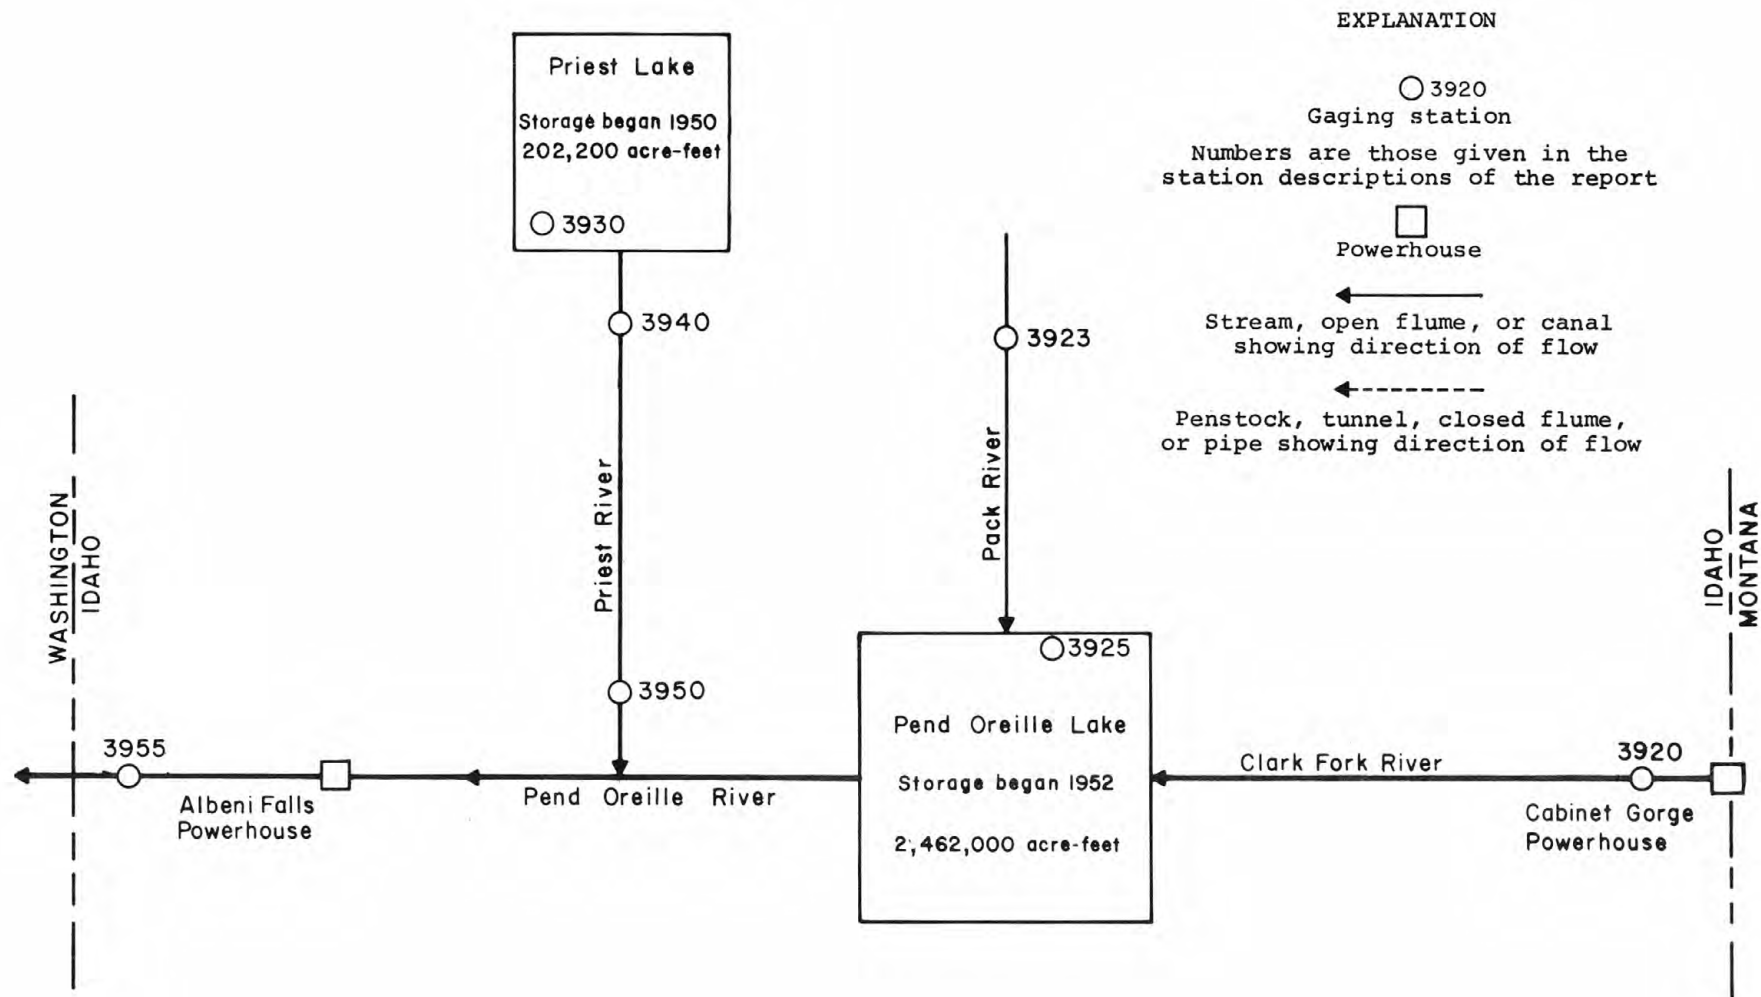 EXPLANATION
3920
Gaging station
Numbers are those given in the
station descriptions of the report
Powerhouse
Stream, open flume, or canal
showing direction of flow
Penstock, tunnel, closed flume,
or pipe showing direction of flow
Priest Lake
Storage began 1950
202,200 acre-feet
3930
3940
Priest River
3950
3923
Pack River
3925
Pend Oreille Lake
Storage began 1952
2,462,000 acre-feet
WASHINGTON
IDAHO
3955
Albeni Falls
Powerhouse
Pend Oreille River
Clark Fork River
3920
Cabinet Gorge
Powerhouse
IDAHO
MONTANA